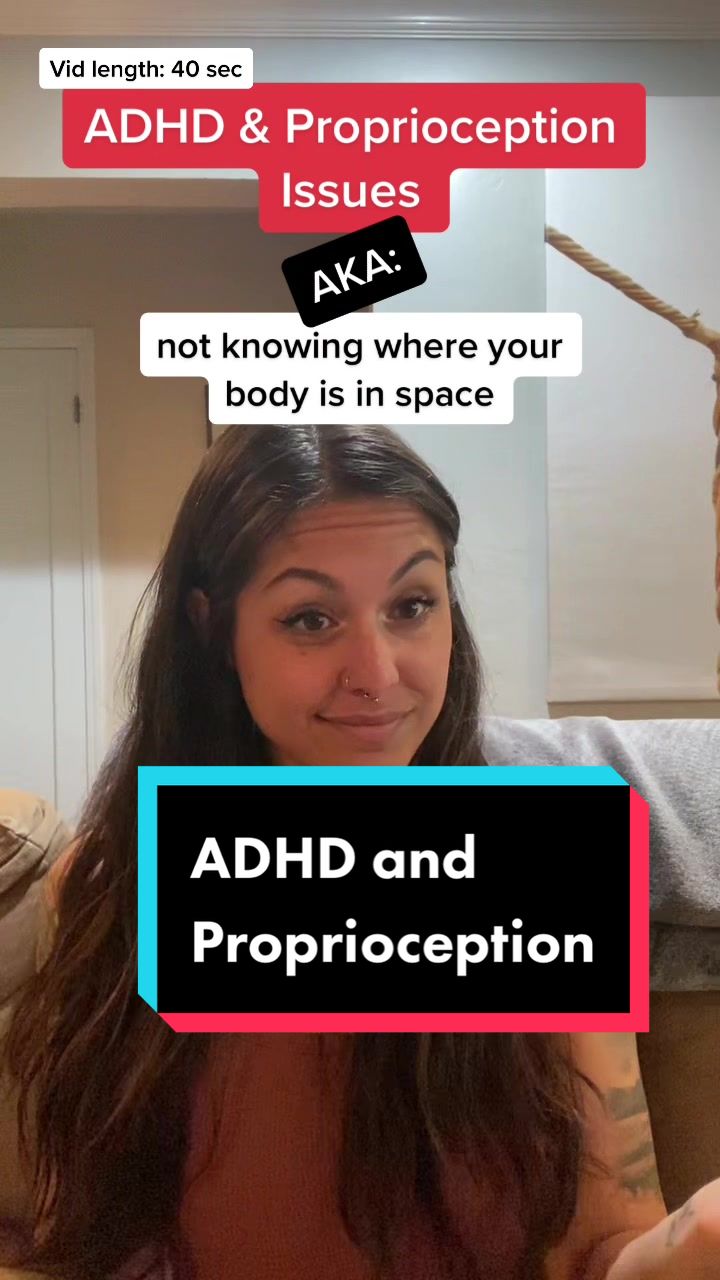 Vid length: 40 sec
ADHD & Proprioception
Issues
AKA:
not knowing where your
body is in space
ADHD and
Proprioception